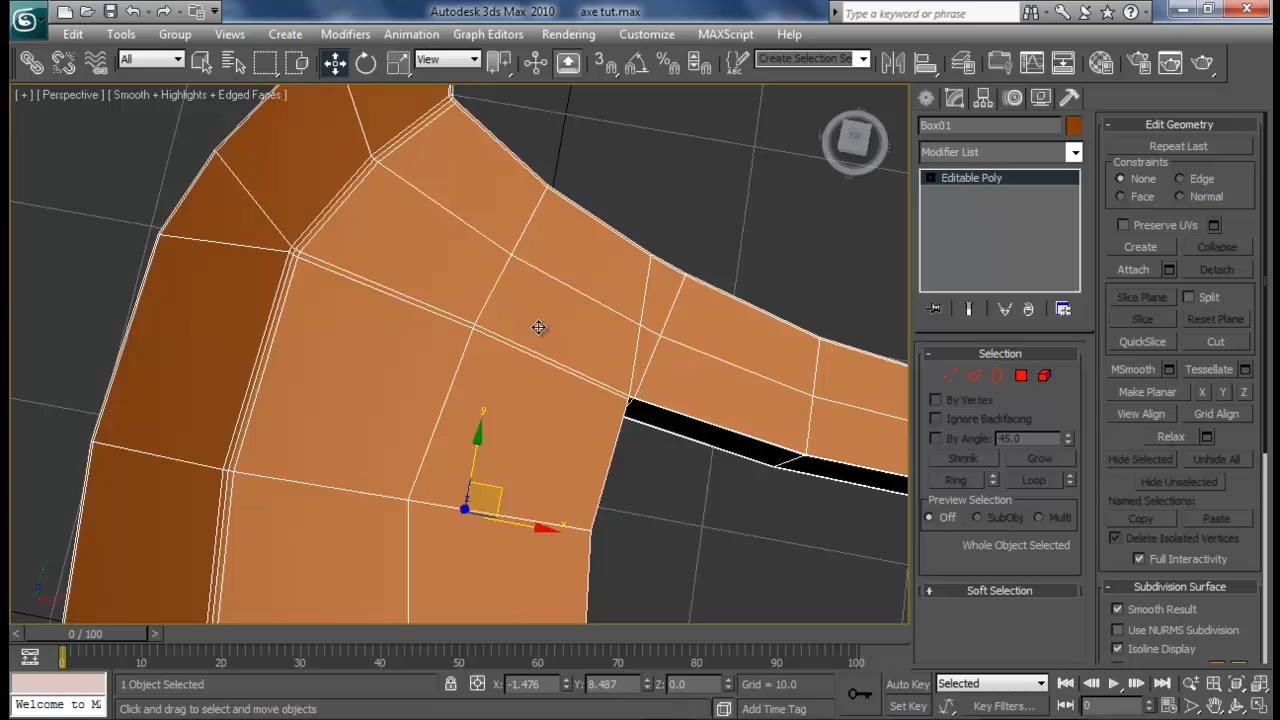 Autodesk 3ds Max 2010 axe tut.max
Type a keyword or phrase
Edit Tools Group Views Create Modifiers Animation Graph Editors Rendering Customize MAXScript Help
All
View
Create Selection Se
[ + ] [ Perspective ] [ Smooth + Highlights + Edged Faces ]
TOP
y
x
z
Box01
Modifier List
Editable Poly
Selection
By Vertex
Ignore Backfacing
By Angle: 45.0
Shrink Grow
Ring Loop
Preview Selection
Off SubObj Multi
Whole Object Selected
Soft Selection
Edit Geometry
Repeat Last
Constraints
None Edge
Face Normal
Preserve UVs
Create Collapse
Attach Detach
Slice Plane Split
Slice Reset Plane
QuickSlice Cut
MSmooth Tessellate
Make Planar X Y Z
View Align Grid Align
Relax
Hide Selected Unhide All
Hide Unselected
Named Selections:
Copy Paste
Delete Isolated Vertices
Full Interactivity
Subdivision Surface
Smooth Result
Use NURMS Subdivision
Isoline Display
0 / 100
0 10 20 30 40 50 60 70 80 90 100
1 Object Selected X: -1.476 Y: 8.487 Z: 0.0 Grid = 10.0 Auto Key Selected
Welcome to M Click and drag to select and move objects Add Time Tag Set Key Key Filters... 0